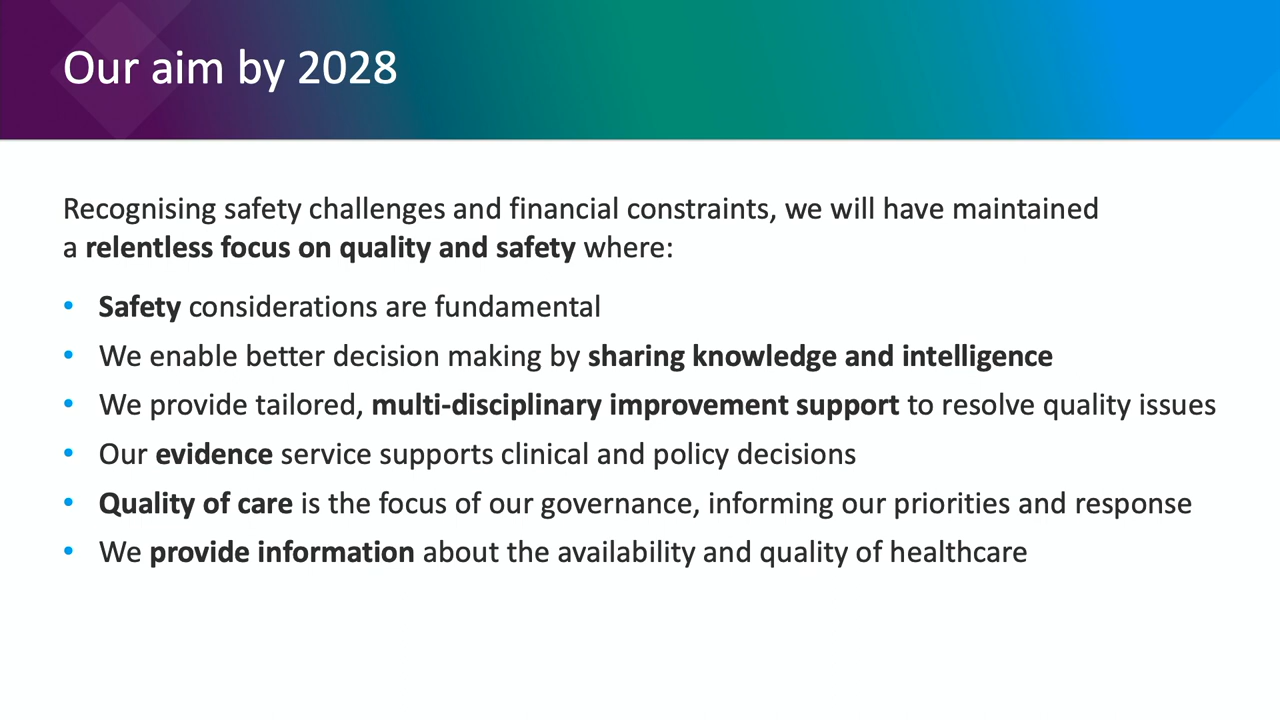 Our aim by 2028
Recognising safety challenges and financial constraints, we will have maintained
a relentless focus on quality and safety where:
• Safety considerations are fundamental
• We enable better decision making by sharing knowledge and intelligence
• We provide tailored, multi-disciplinary improvement support to resolve quality issues
• Our evidence service supports clinical and policy decisions
• Quality of care is the focus of our governance, informing our priorities and response
• We provide information about the availability and quality of healthcare